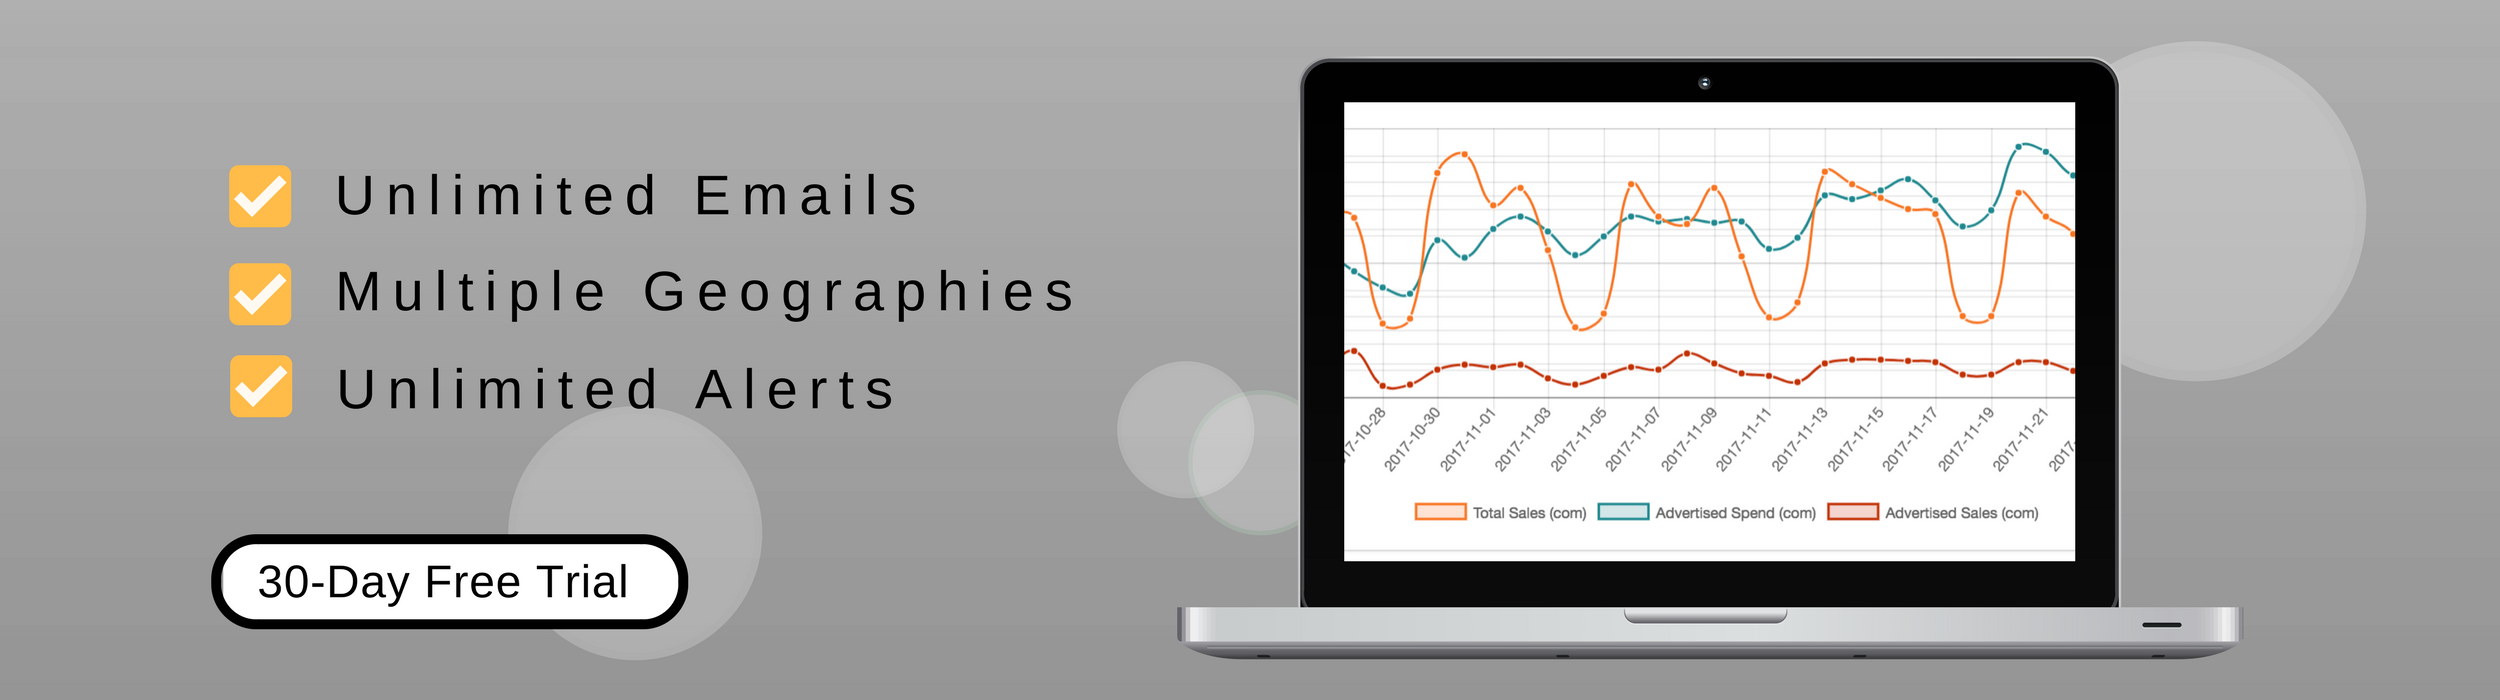 Unlimited Emails
Multiple Geographies
Unlimited Alerts
30-Day Free Trial
17-10-28
2017-10-30
2017-11-01
2017-11-03
2017-11-05
2017-11-07
2017-11-09
2017-11-11
2017-11-13
2017-11-15
2017-11-17
2017-11-19
2017-11-21
2017-
Total Sales (com) Advertised Spend (com) Advertised Sales (com)